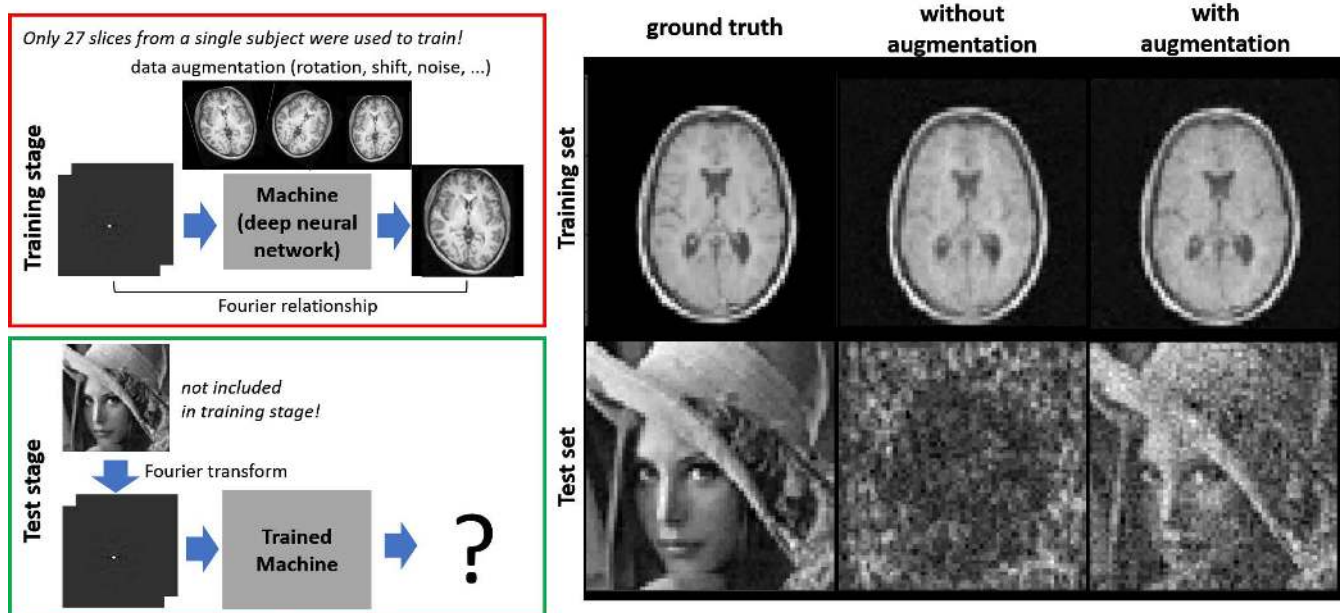 Only 27 slices from a single subject were used to train!
data augmentation (rotation, shift, noise, ...)
Training stage
Machine
(deep neural
network)
Fourier relationship
Test stage
not included
in training stage!
Fourier transform
Trained
Machine
?
ground truth
without
augmentation
with
augmentation
Training set
Test set